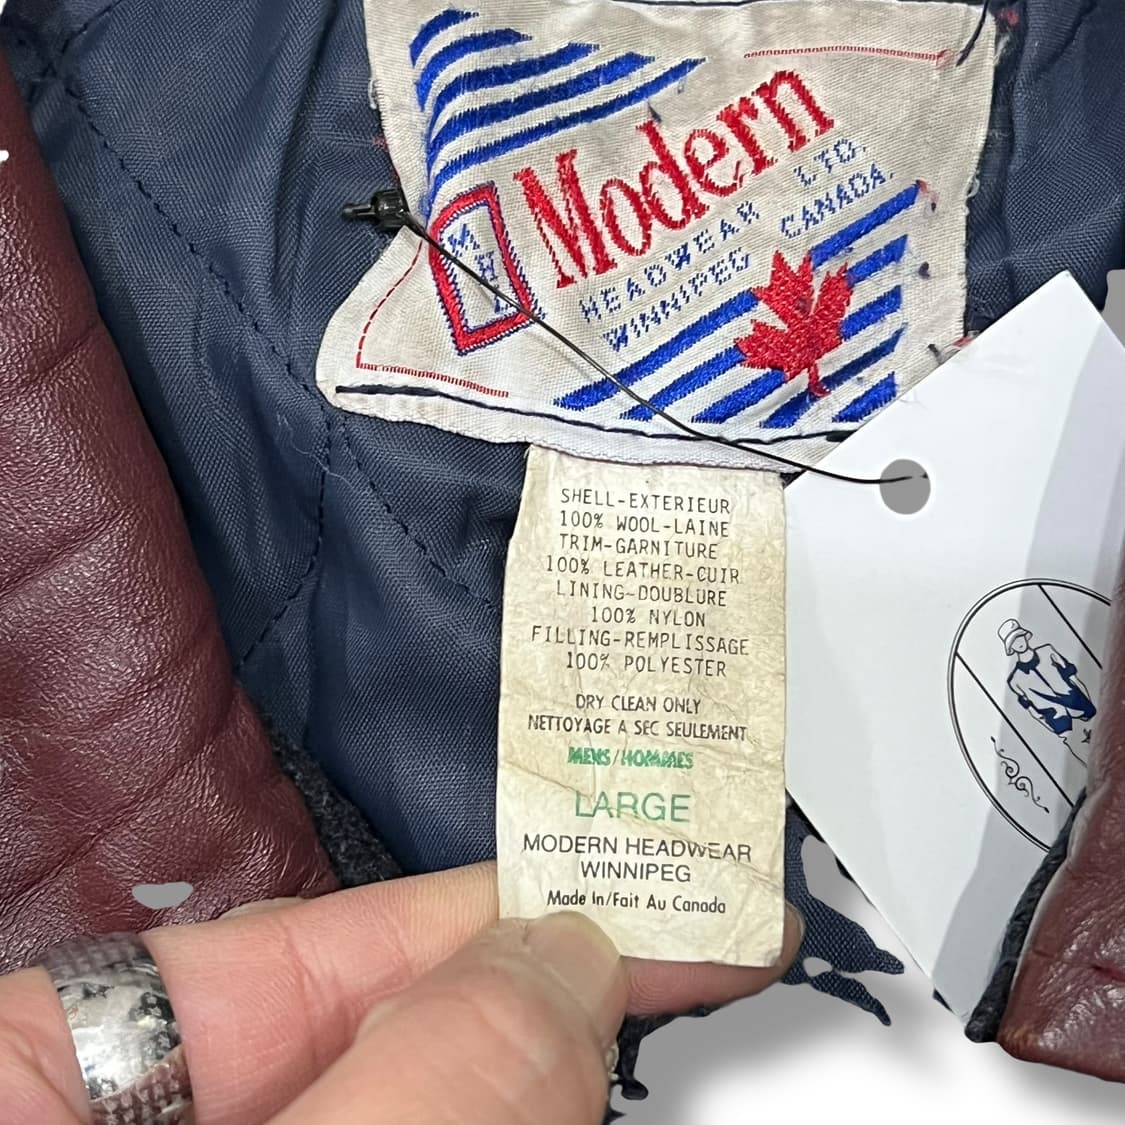 Modern
HEADWEAR LTD.
WINNIPEG CANADA.
SHELL-EXTERIEUR
100% WOOL-LAINE
TRIM-GARNITURE
100% LEATHER-CUIR
LINING-DOUBLURE
100% NYLON
FILLING-REMPLISSAGE
100% POLYESTER
DRY CLEAN ONLY
NETTOYAGE A SEC SEULEMENT
MENS/HOMMES
LARGE
MODERN HEADWEAR
WINNIPEG
Made In/Fait Au Canada